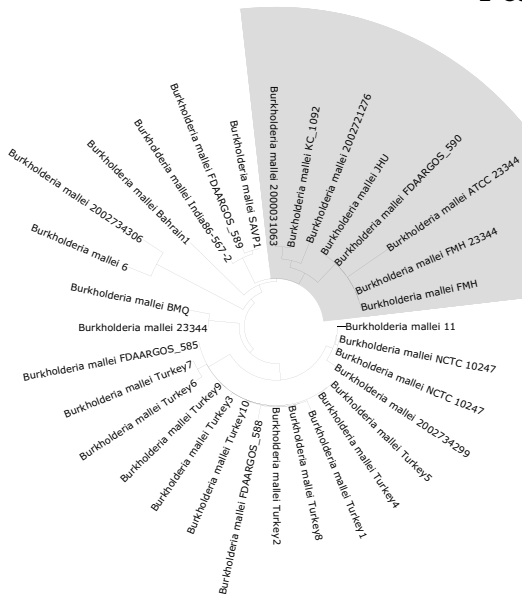 Burkholderia mallei 2000031063
Burkholderia mallei KC_1092
Burkholderia mallei 2002721276
Burkholderia mallei JHU
Burkholderia mallei FDAARGOS_590
Burkholderia mallei ATCC 23344
Burkholderia mallei FMH 23344
Burkholderia mallei FMH
Burkholderia mallei 11
Burkholderia mallei NCTC 10247
Burkholderia mallei NCTC 10247
Burkholderia mallei 2002734299
Burkholderia mallei Turkey5
Burkholderia mallei Turkey4
Burkholderia mallei Turkey1
Burkholderia mallei Turkey8
Burkholderia mallei Turkey2
Burkholderia mallei FDAARGOS_588
Burkholderia mallei Turkey10
Burkholderia mallei Turkey3
Burkholderia mallei Turkey9
Burkholderia mallei Turkey6
Burkholderia mallei Turkey7
Burkholderia mallei FDAARGOS_585
Burkholderia mallei 23344
Burkholderia mallei BMQ
Burkholderia mallei 6
Burkholderia mallei 2002734306
Burkholderia mallei Bahrain1
Burkholderia mallei India86-567-2
Burkholderia mallei FDAARGOS_589
Burkholderia mallei SAVP1